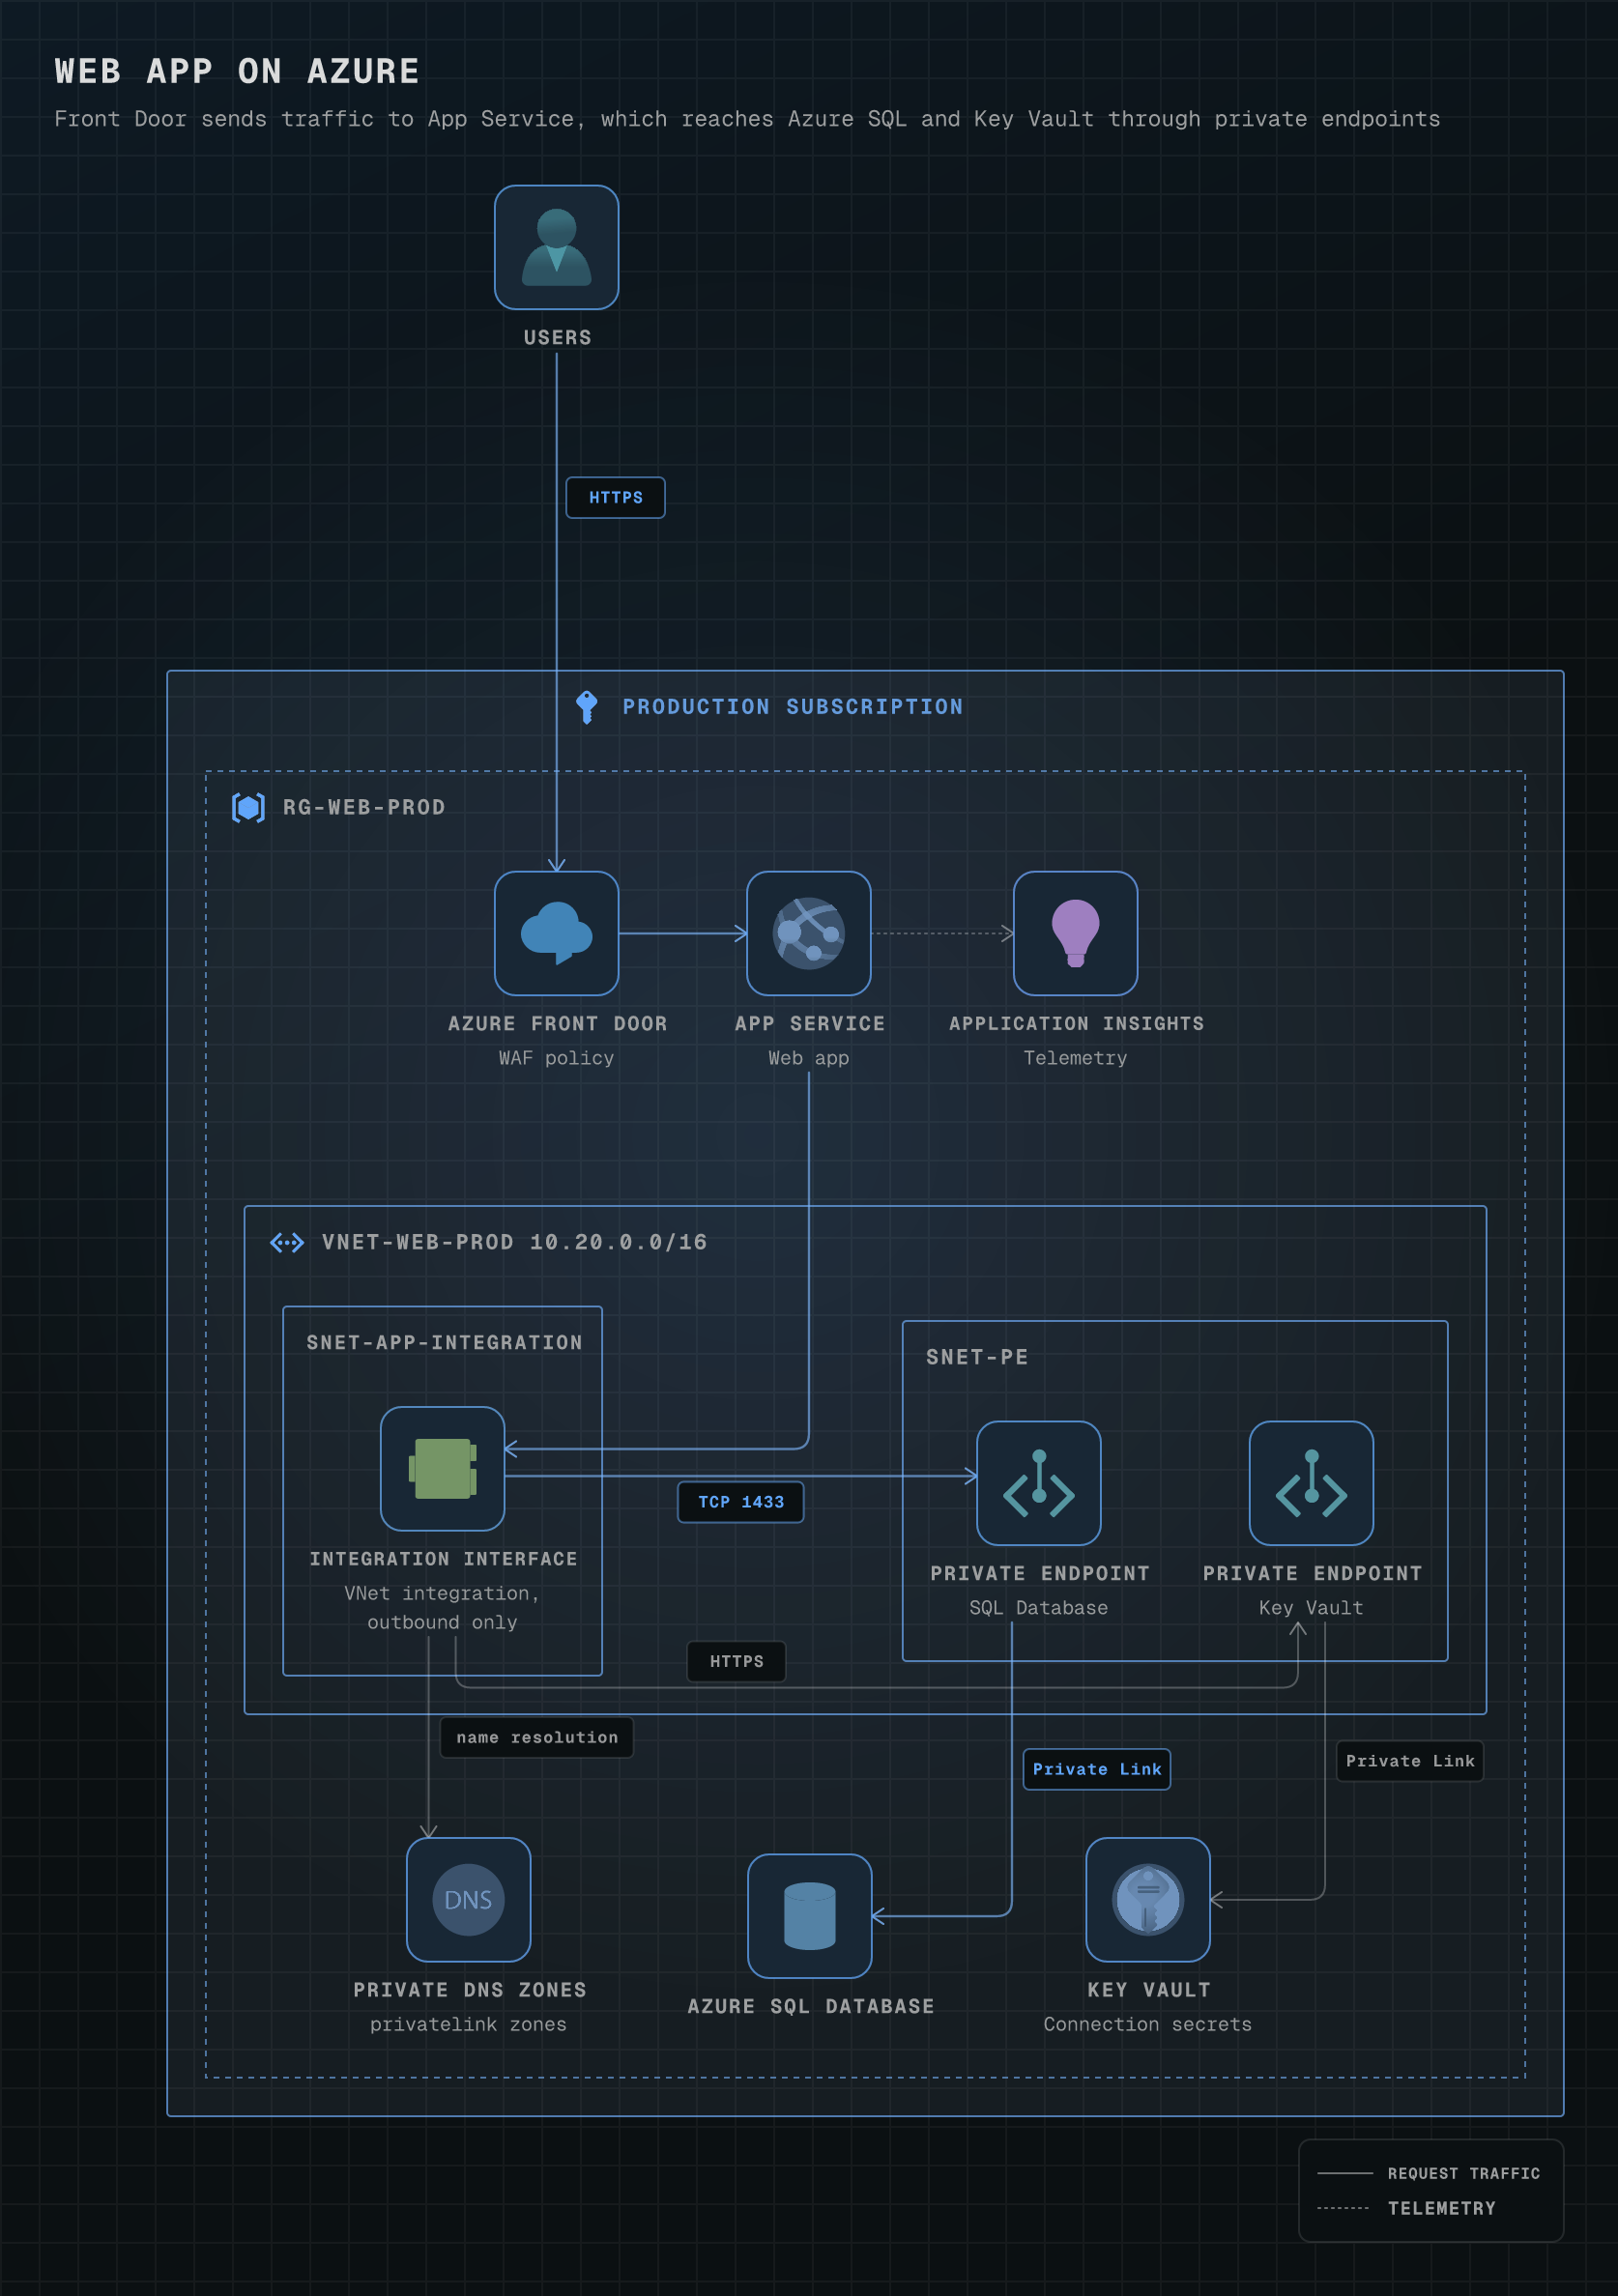 WEB APP ON AZURE
Front Door sends traffic to App Service, which reaches Azure SQL and Key Vault through private endpoints
USERS
HTTPS
PRODUCTION SUBSCRIPTION
RG-WEB-PROD
AZURE FRONT DOOR
WAF policy
APP SERVICE
Web app
APPLICATION INSIGHTS
Telemetry
VNET-WEB-PROD 10.20.0.0/16
SNET-APP-INTEGRATION
SNET-PE
TCP 1433
INTEGRATION INTERFACE
VNet integration,
outbound only
PRIVATE ENDPOINT
SQL Database
PRIVATE ENDPOINT
Key Vault
HTTPS
name resolution
Private Link
Private Link
DNS
PRIVATE DNS ZONES
privatelink zones
AZURE SQL DATABASE
KEY VAULT
Connection secrets
REQUEST TRAFFIC
TELEMETRY